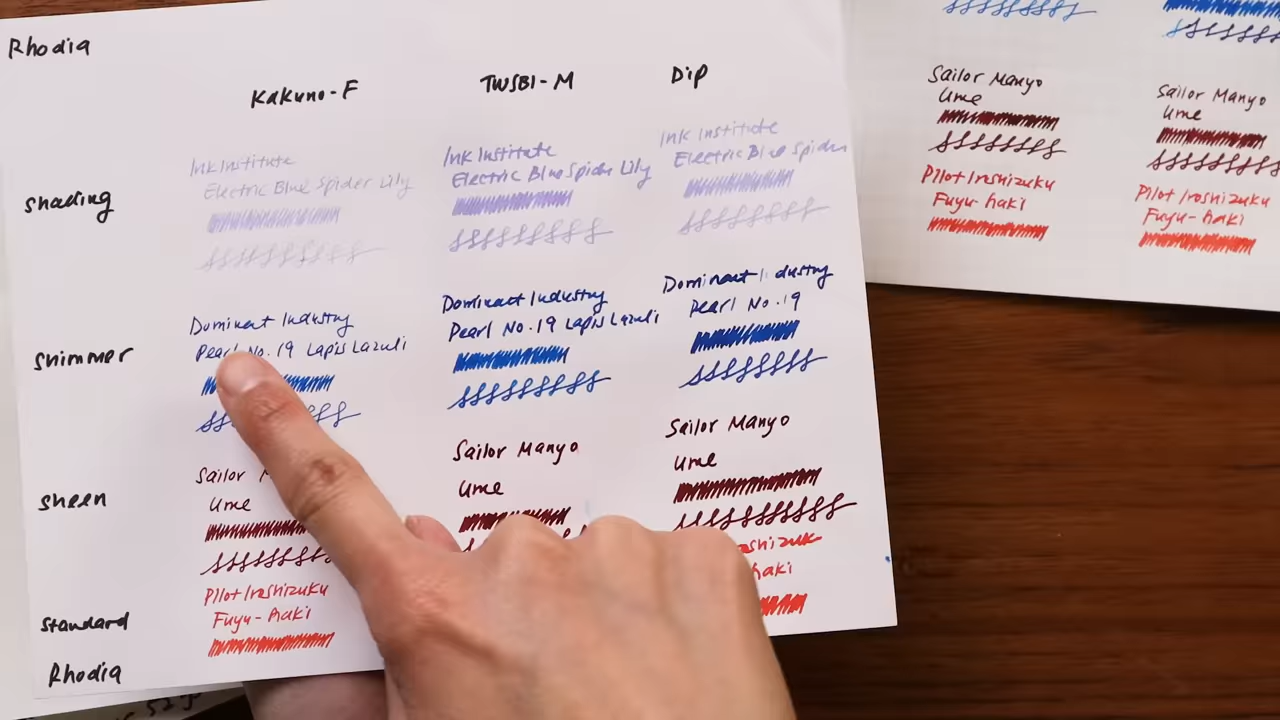 Rhodia
Kakuno-F
TWSBI-M
Dip
Shading
Ink Institute
Electric Blue Spider Lily
Ink Institute
Electric Blue Spider Lily
Ink Institute
Electric Blue Spider
Shimmer
Dominant Industry
Pearl No.19 Lapis Lazuli
Dominant Industry
Pearl No.19 Lapis Lazuli
Dominant Industry
Pearl No.19
Sheen
Sailor
Ume
Sailor Manyo
Ume
Sailor Manyo
Ume
Standard
Pilot Iroshizuku
Fuyu-haki
Rhodia
Sailor Manyo
Ume
Pilot Iroshizuku
Fuyu-haki
Sailor Manyo
Ume
Pilot Iroshizuku
Fuyu-haki